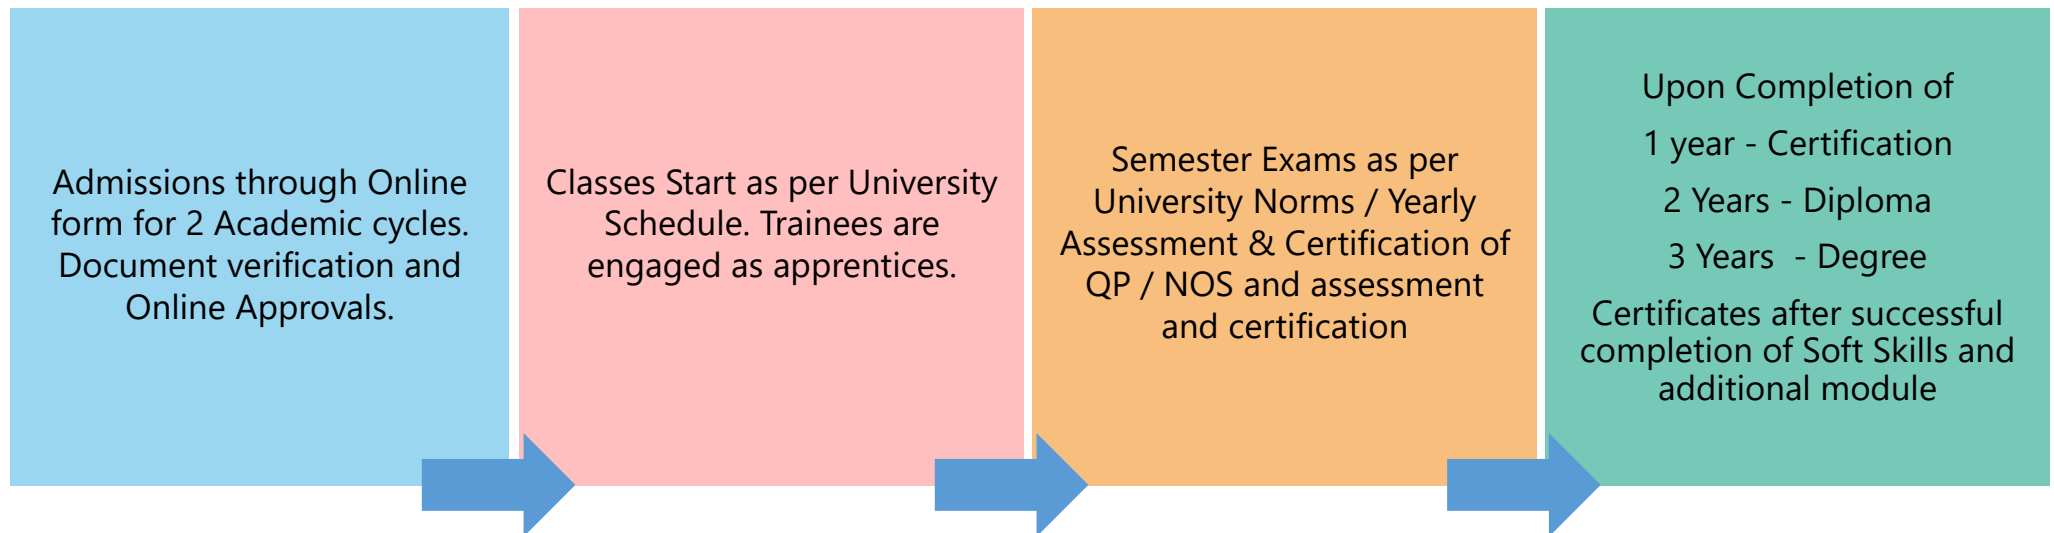 Admissions through Online
form for 2 Academic cycles.
Document verification and
Online Approvals.
Classes Start as per University
Schedule. Trainees are
engaged as apprentices.
Semester Exams as per
University Norms / Yearly
Assessment & Certification of
QP / NOS and assessment
and certification
Upon Completion of
1 year - Certification
2 Years - Diploma
3 Years  - Degree
Certificates after successful
completion of Soft Skills and
additional module